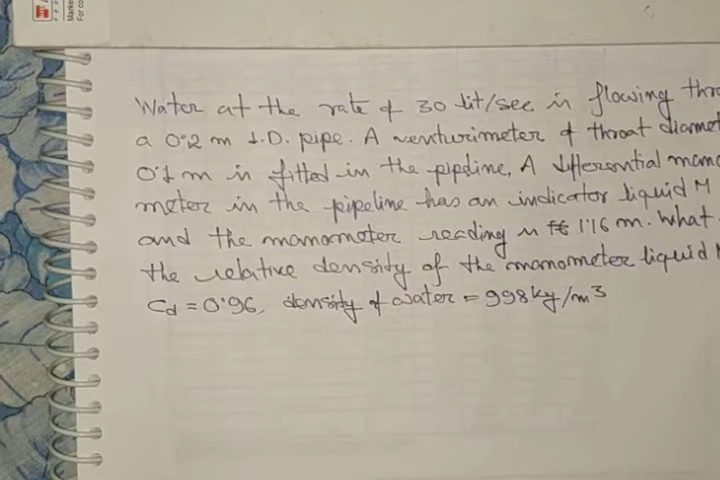 Marke
For co
Water at the rate of 30 lit/sec is flowing thro
a 0.2 m I.D. pipe. A venturimeter of throat diamet
0.1 m is fitted in the pipeline. A differential mano
meter in the pipeline has an indicator liquid M
and the manometer reading is 1.16 m. What
the relative density of the manometer liquid M
Cd = 0.96, density of water = 998 kg/m3